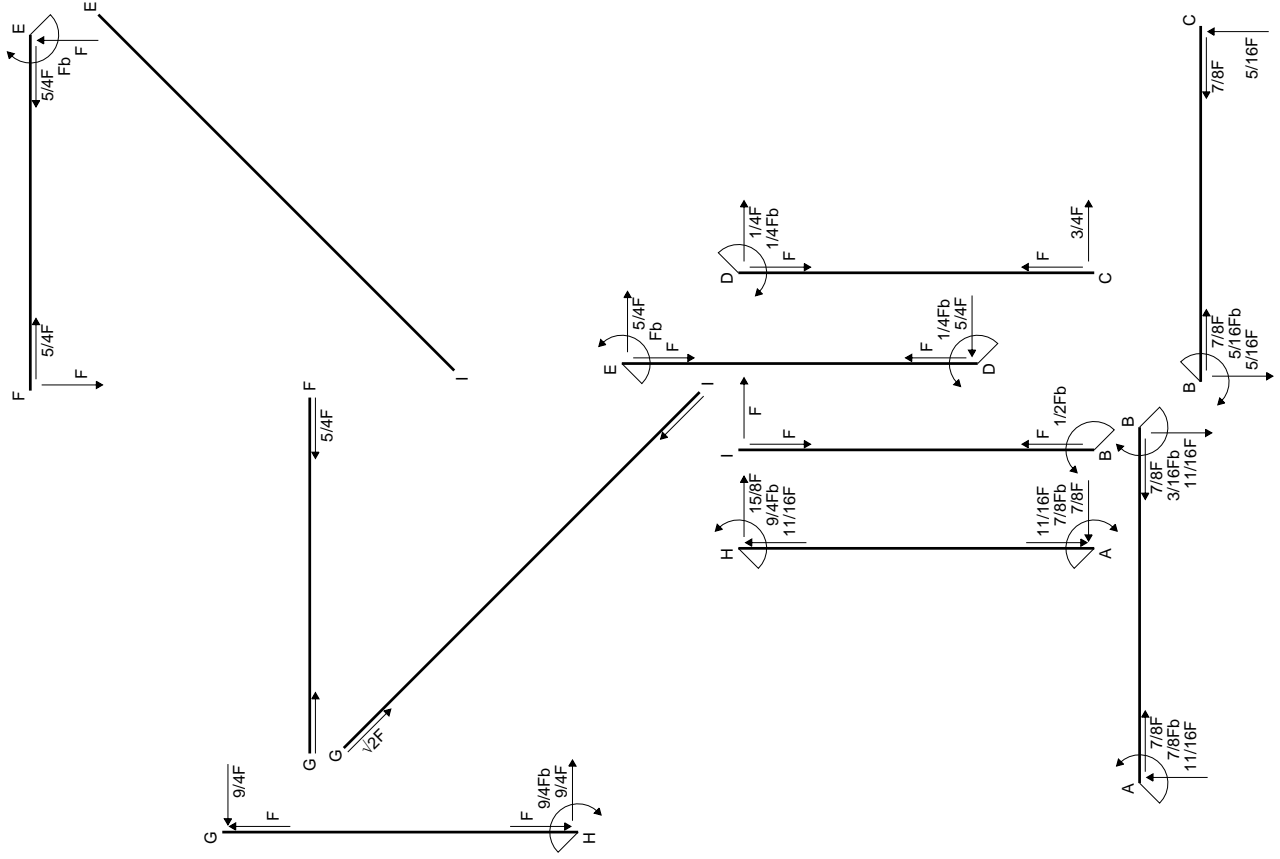 E
5/4F
Fb
F
5/4F
F
E
I
F
5/4F
G
G
√2F
I
G
9/4F
F
F
9/4Fb
9/4F
H
D
1/4F
1/4Fb
F
F
3/4F
C
E
5/4F
Fb
F
F
1/4Fb
5/4F
D
I
F
F
F
1/2Fb
B
H
15/8F
9/4Fb
11/16F
11/16F
7/8Fb
7/8F
A
C
7/8F
5/16F
B
7/8F
5/16Fb
5/16F
B
7/8F
3/16Fb
11/16F
A
7/8F
7/8Fb
11/16F